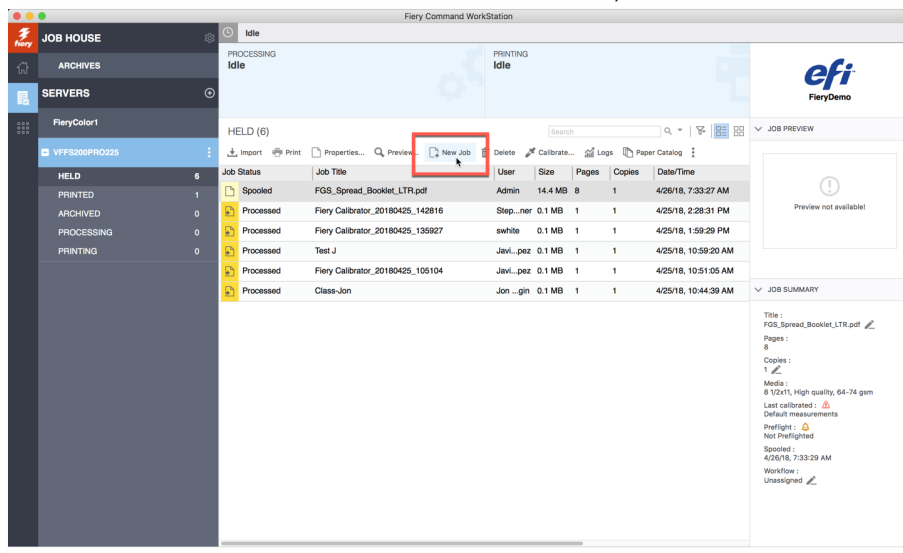 Fiery Command WorkStation
fiery
JOB HOUSE
ARCHIVES
SERVERS
FieryColor1
VFFS200PRO225
HELD 6
PRINTED 1
ARCHIVED 0
PROCESSING 0
PRINTING 0
Idle
PROCESSING
Idle
PRINTING
Idle
HELD (6)
Search
Import Print Properties... Preview... New Job Delete Calibrate... Logs Paper Catalog
Job Status Job Title User Size Pages Copies Date/Time
Spooled FGS_Spread_Booklet_LTR.pdf Admin 14.4 MB 8 1 4/26/18, 7:33:27 AM
Processed Fiery Calibrator_20180425_142816 Step...ner 0.1 MB 1 1 4/25/18, 2:28:31 PM
Processed Fiery Calibrator_20180425_135927 swhite 0.1 MB 1 1 4/25/18, 1:59:29 PM
Processed Test J Javi...pez 0.1 MB 1 1 4/25/18, 10:59:20 AM
Processed Fiery Calibrator_20180425_105104 Javi...pez 0.1 MB 1 1 4/25/18, 10:51:05 AM
Processed Class-Jon Jon ...gin 0.1 MB 1 1 4/25/18, 10:44:39 AM
efi
FieryDemo
JOB PREVIEW
Preview not available!
JOB SUMMARY
Title :
FGS_Spread_Booklet_LTR.pdf
Pages :
8
Copies :
1
Media :
8 1/2x11, High quality, 64-74 gsm
Last calibrated :
Default measurements
Preflight :
Not Preflighted
Spooled :
4/26/18, 7:33:29 AM
Workflow :
Unassigned